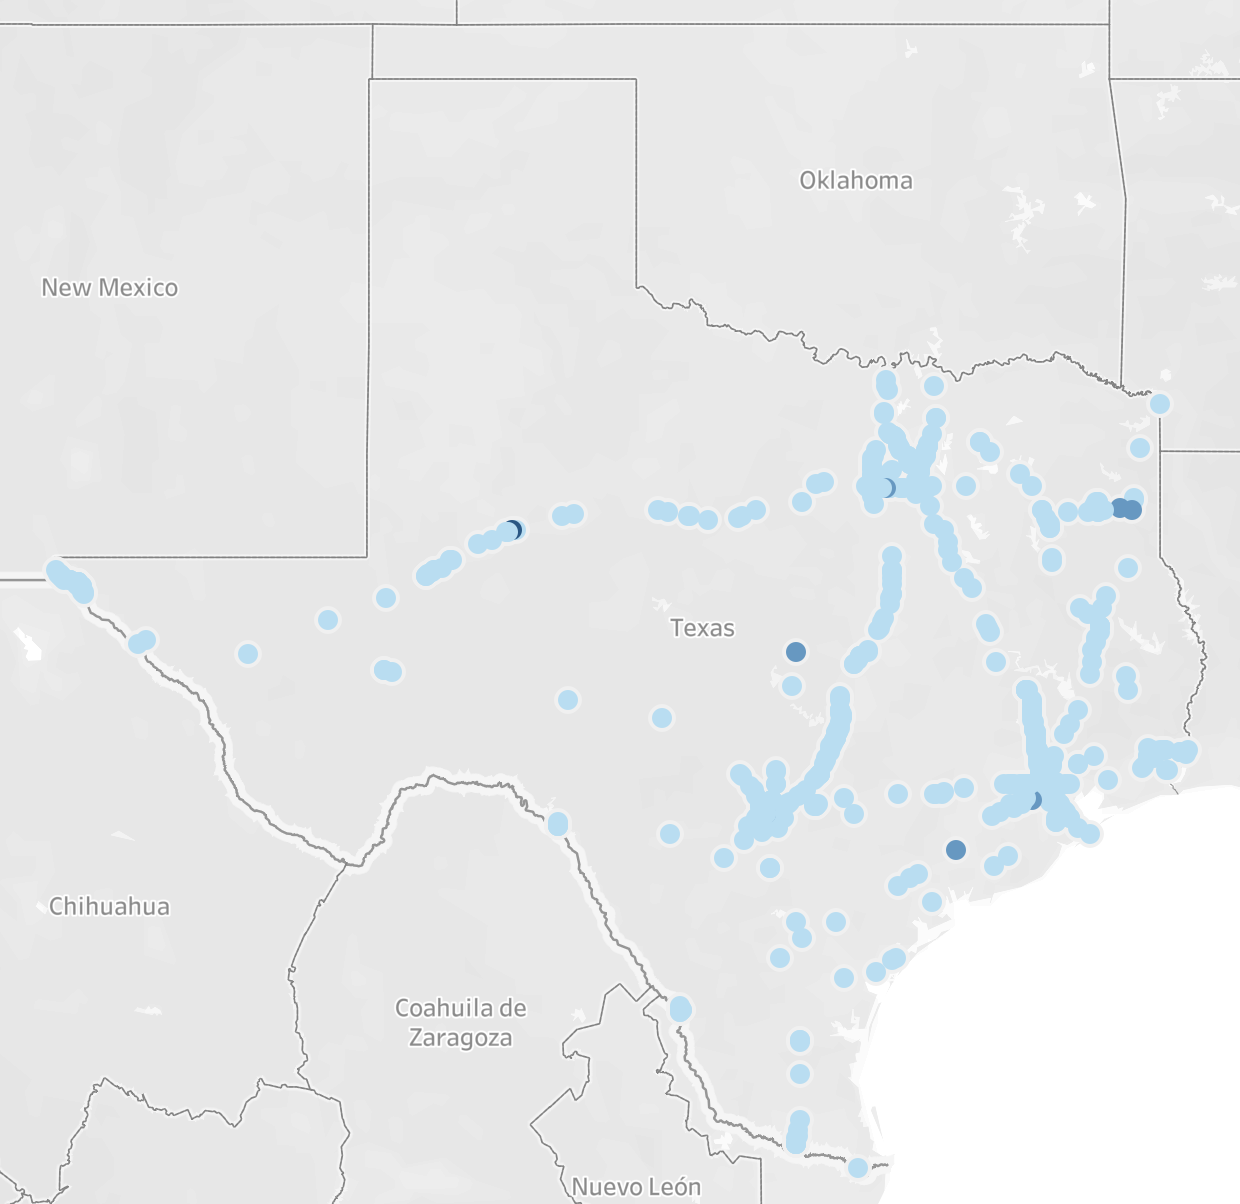 Oklahoma
New Mexico
Texas
Chihuahua
Coahuila de
Zaragoza
Nuevo León